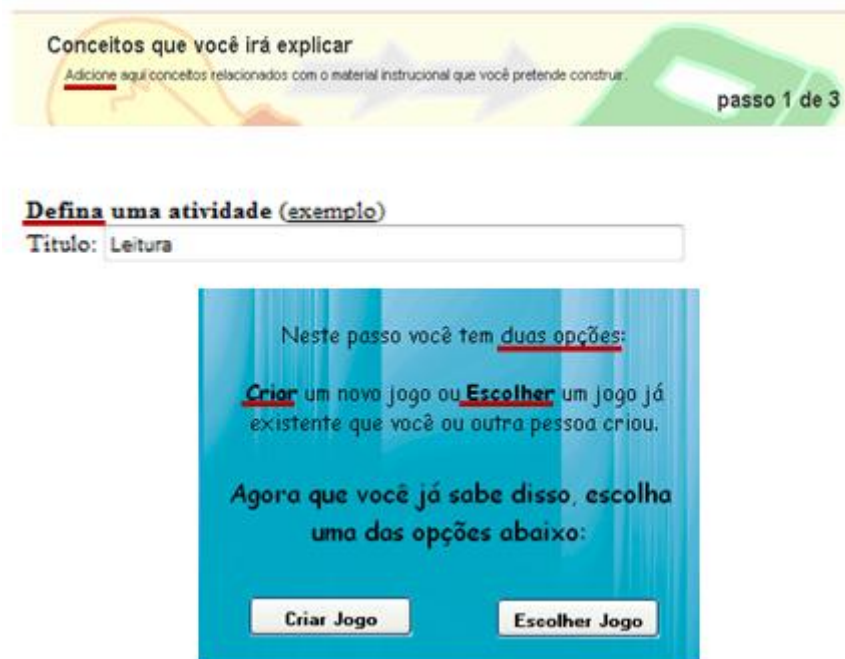 Conceitos que você irá explicar
Adicione aqui conceitos relacionados com o material instrucional que você pretende construir.
passo 1 de 3
Defina uma atividade (exemplo)
Título: Leitura
Neste passo você tem duas opções:
Criar um novo jogo ou Escolher um jogo já
existente que você ou outra pessoa criou.
Agora que você já sabe disso, escolha
uma das opções abaixo:
Criar Jogo
Escolher Jogo